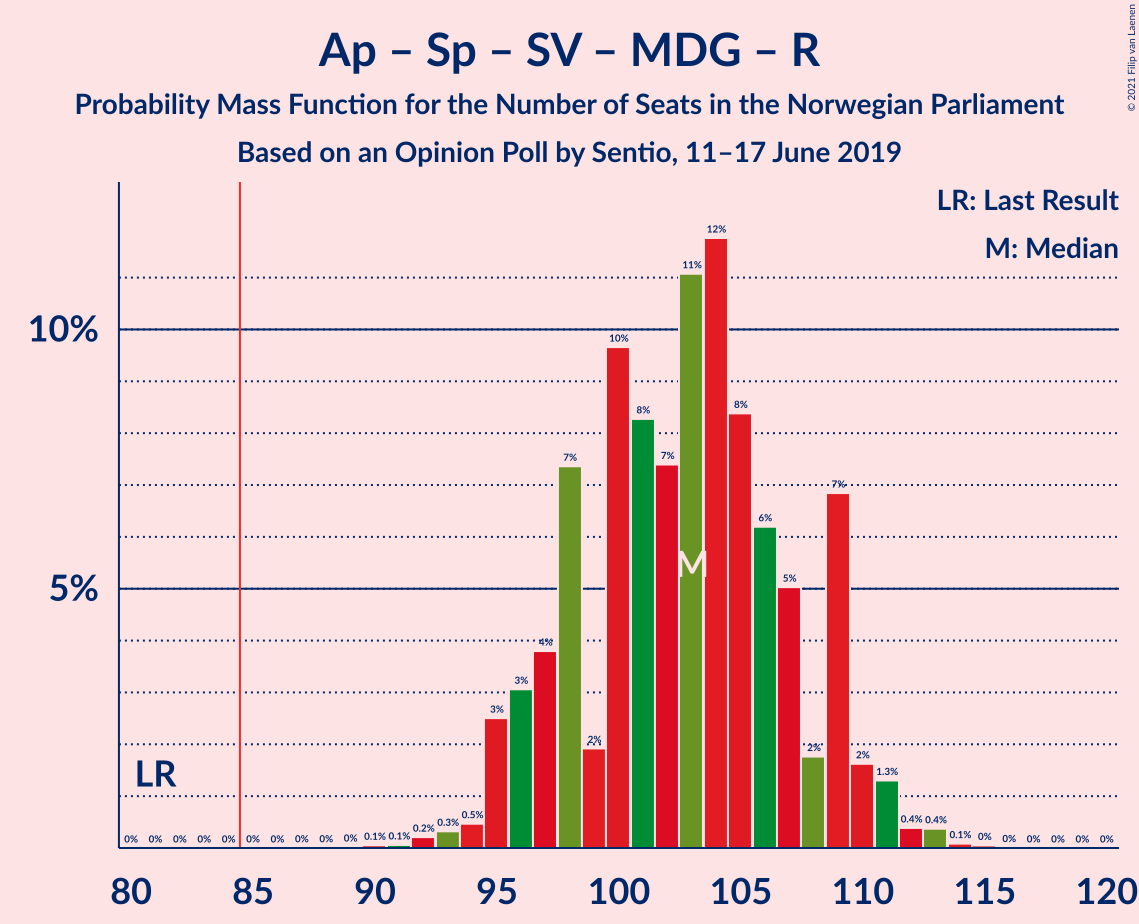 Ap – Sp – SV – MDG – R
Probability Mass Function for the Number of Seats in the Norwegian Parliament
Based on an Opinion Poll by Sentio, 11–17 June 2019
© 2021 Filip van Laenen
LR: Last Result
M: Median
10%
5%
LR
M
0% 0% 0% 0% 0% 0% 0% 0% 0% 0% 0.1% 0.1% 0.2% 0.3% 0.5% 3% 3% 4% 7% 2% 10% 8% 7% 11% 12% 8% 6% 5% 2% 7% 2% 1.3% 0.4% 0.4% 0.1% 0% 0% 0% 0% 0% 0%
80 85 90 95 100 105 110 115 120